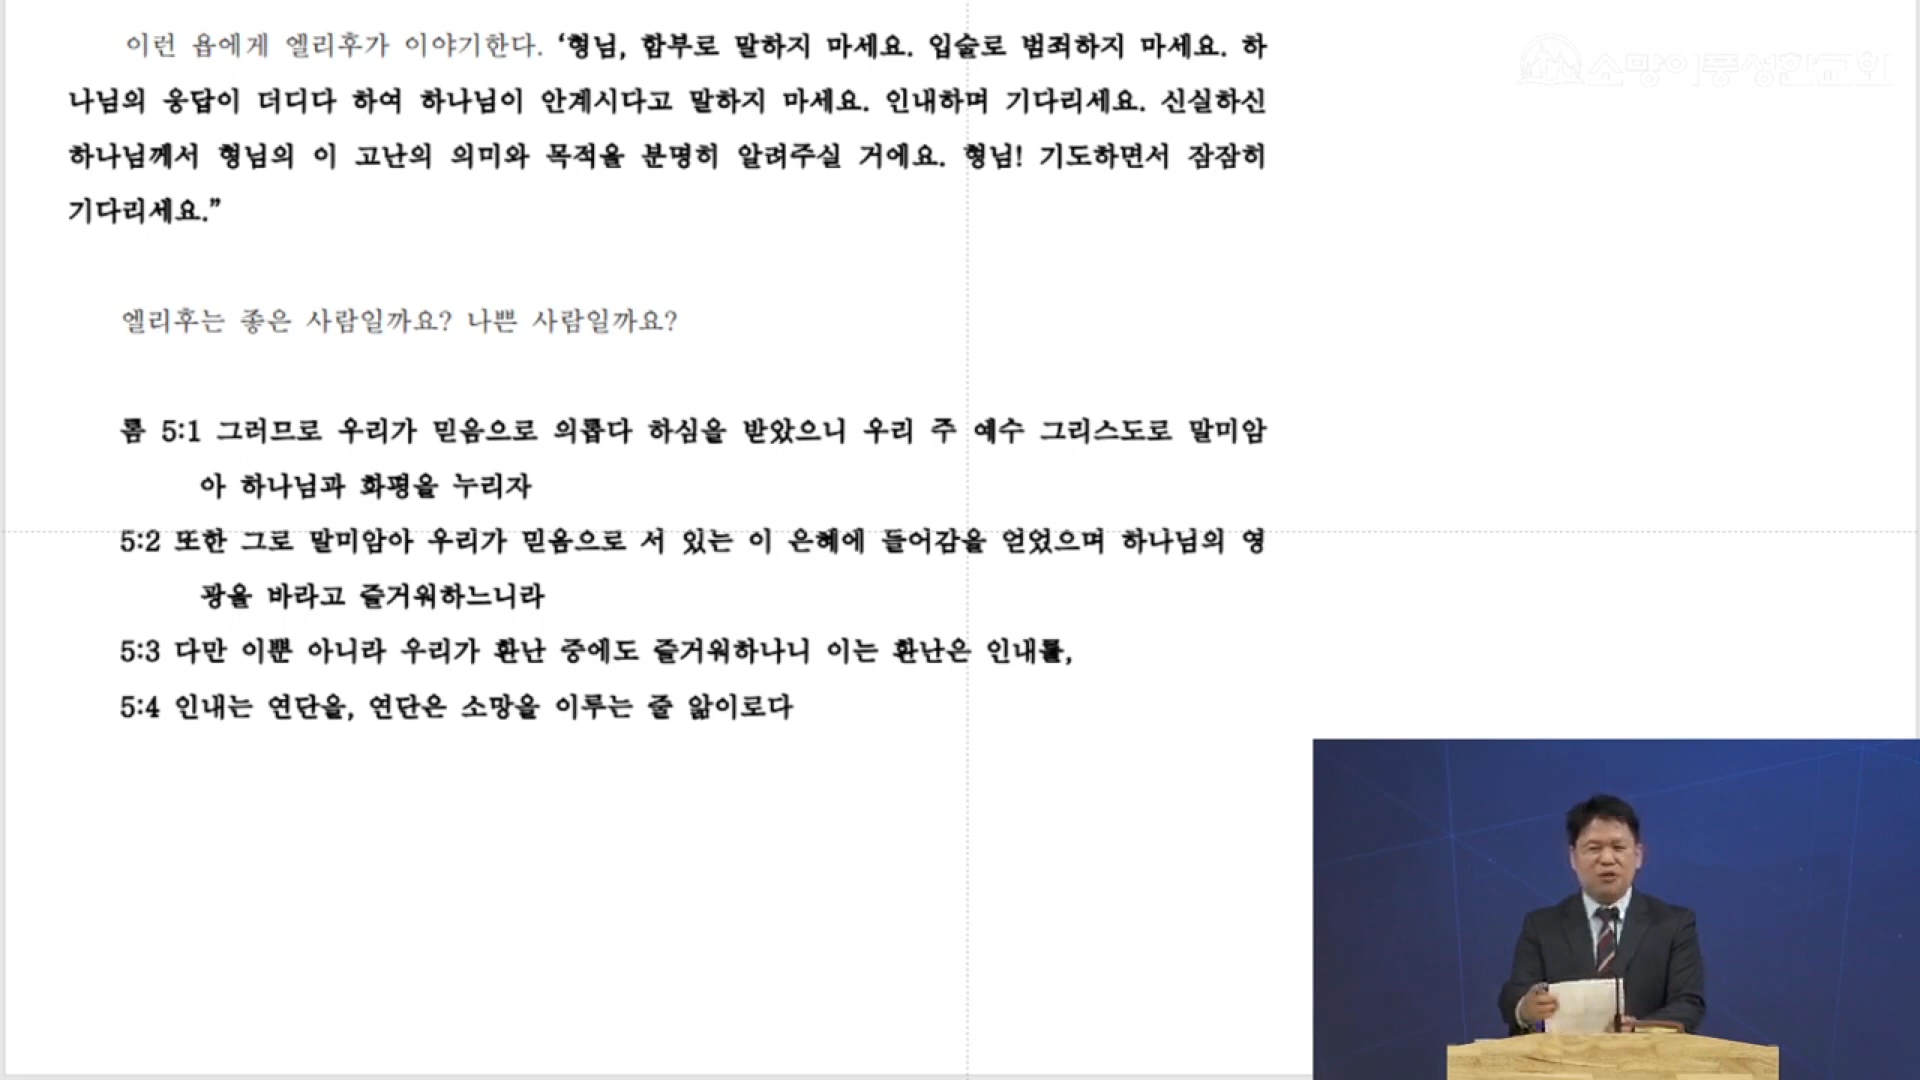 이런 욥에게 엘리후가 이야기한다. ‘형님, 함부로 말하지 마세요. 입술로 범죄하지 마세요. 하
나님의 응답이 더디다 하여 하나님이 안계시다고 말하지 마세요. 인내하며 기다리세요. 신실하신
하나님께서 형님의 이 고난의 의미와 목적을 분명히 알려주실 거에요. 형님! 기도하면서 잠잠히
기다리세요.”
엘리후는 좋은 사람일까요? 나쁜 사람일까요?
롬 5:1 그러므로 우리가 믿음으로 의롭다 하심을 받았으니 우리 주 예수 그리스도로 말미암
아 하나님과 화평을 누리자
5:2 또한 그로 말미암아 우리가 믿음으로 서 있는 이 은혜에 들어감을 얻었으며 하나님의 영
광을 바라고 즐거워하느니라
5:3 다만 이뿐 아니라 우리가 환난 중에도 즐거워하나니 이는 환난은 인내를,
5:4 인내는 연단을, 연단은 소망을 이루는 줄 앎이로다
소망이풍성한교회